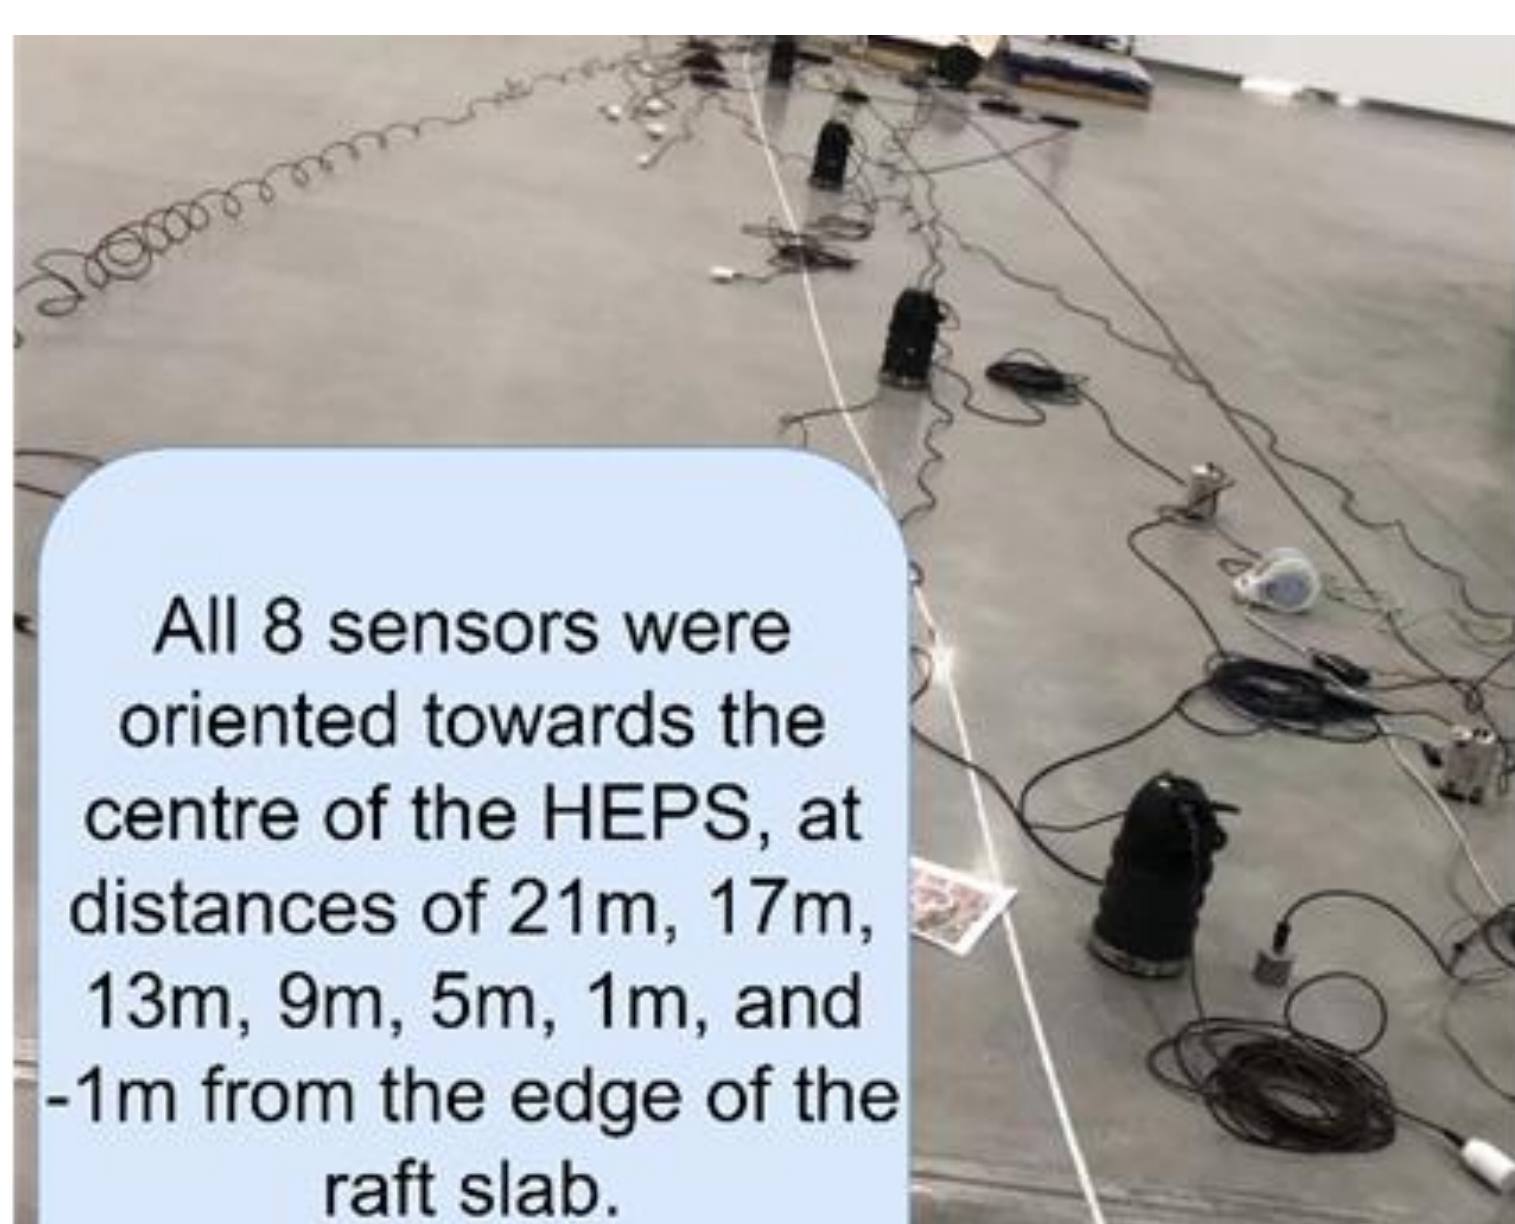 All 8 sensors were
oriented towards the
centre of the HEPS, at
distances of 21m, 17m,
13m, 9m, 5m, 1m, and
-1m from the edge of the
raft slab.